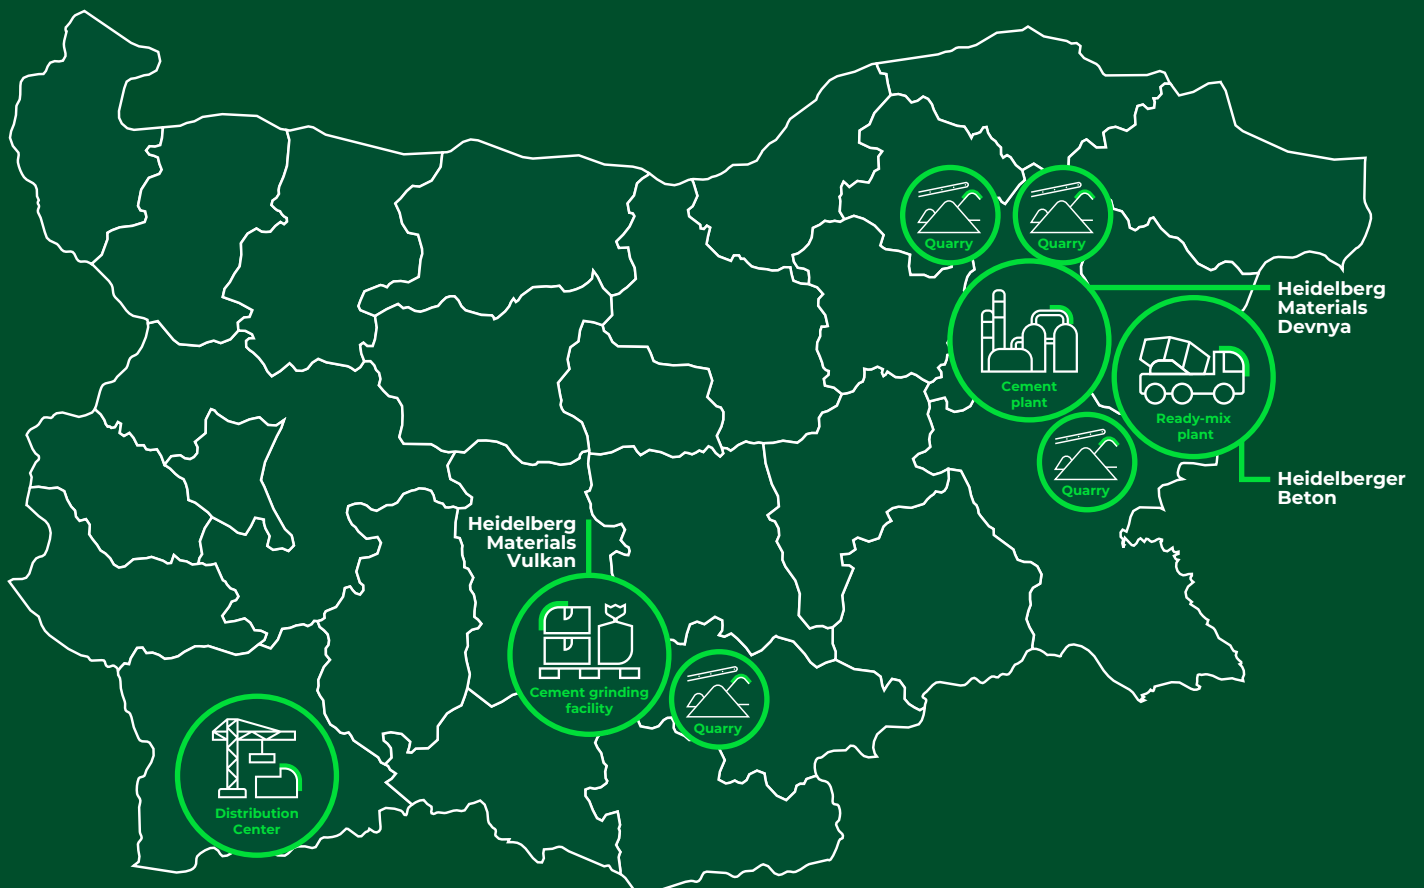 Quarry
Quarry
Heidelberg
Materials
Devnya
Cement
plant
Ready-mix
plant
Quarry
Heidelberger
Beton
Heidelberg
Materials
Vulkan
Cement grinding
facility
Quarry
Distribution
Center